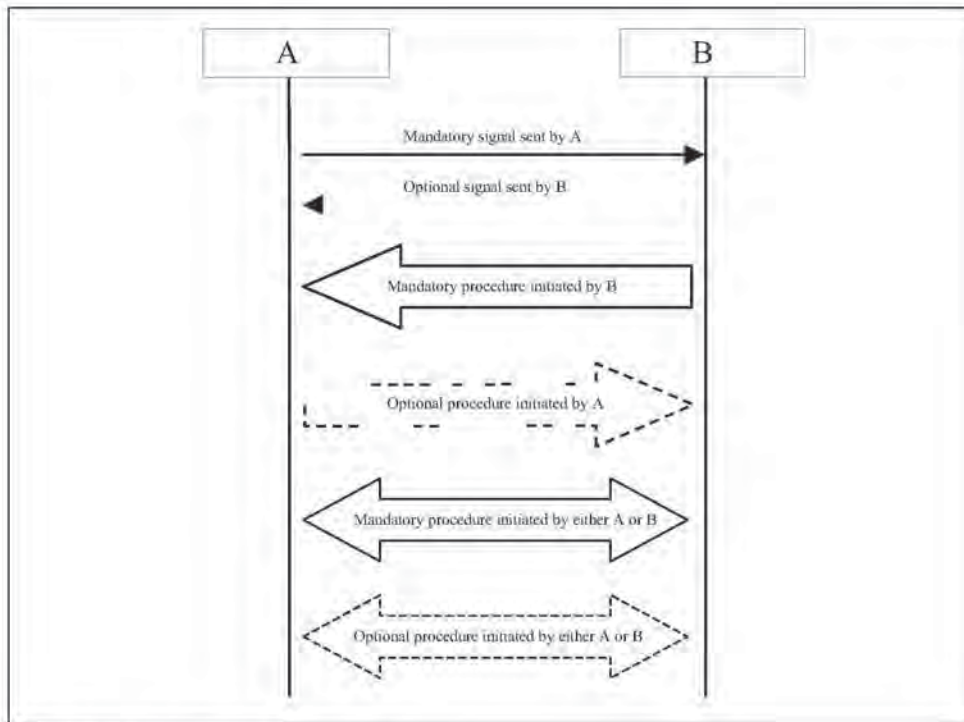 A
B
Mandatory signal sent by A
Optional signal sent by B
Mandatory procedure initiated by B
Optional procedure initiated by A
Mandatory procedure initiated by either A or B
Optional procedure initiated by either A or B